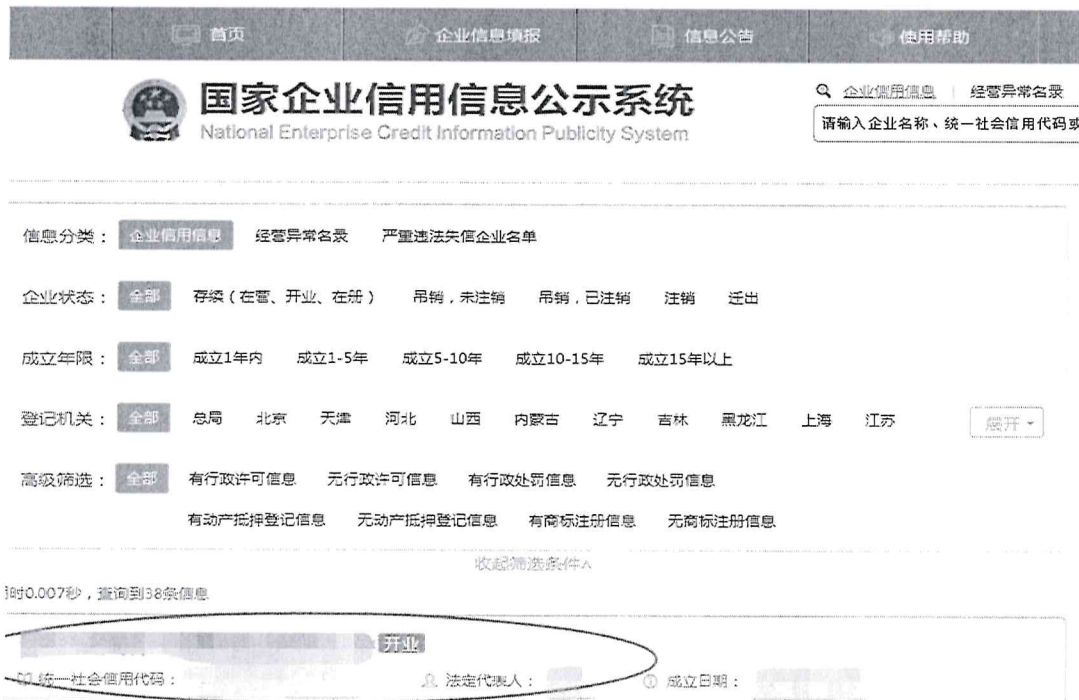 首页 企业信息填报 信息公告 使用帮助
国家企业信用信息公示系统
National Enterprise Credit Information Publicity System
企业信用信息 | 经营异常名录
请输入企业名称、统一社会信用代码或
信息分类： 企业信用信息 经营异常名录 严重违法失信企业名单
企业状态： 全部 存续（在营、开业、在册） 吊销，未注销 吊销，已注销 注销 迁出
成立年限： 全部 成立1年内 成立1-5年 成立5-10年 成立10-15年 成立15年以上
登记机关： 全部 总局 北京 天津 河北 山西 内蒙古 辽宁 吉林 黑龙江 上海 江苏 展开
高级筛选： 全部 有行政许可信息 无行政许可信息 有行政处罚信息 无行政处罚信息
有动产抵押登记信息 无动产抵押登记信息 有商标注册信息 无商标注册信息
收起筛选条件
时0.007秒，查询到38条信息
开业
统一社会信用代码： 法定代表人： 成立日期：